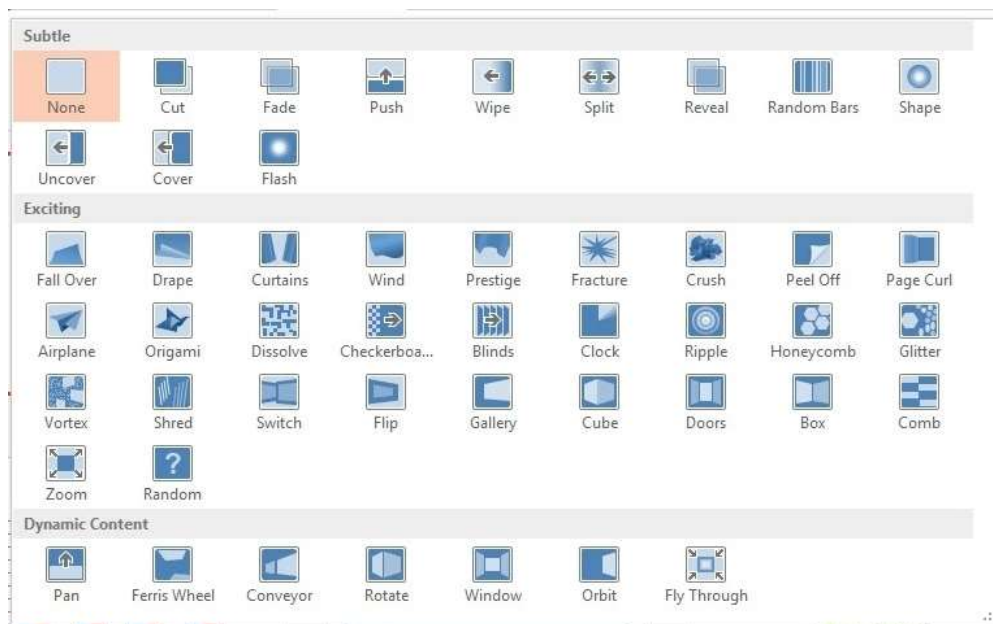 Subtle
None Cut Fade Push Wipe Split Reveal Random Bars Shape
Uncover Cover Flash
Exciting
Fall Over Drape Curtains Wind Prestige Fracture Crush Peel Off Page Curl
Airplane Origami Dissolve Checkerboa... Blinds Clock Ripple Honeycomb Glitter
Vortex Shred Switch Flip Gallery Cube Doors Box Comb
?
Zoom Random
Dynamic Content
Pan Ferris Wheel Conveyor Rotate Window Orbit Fly Through